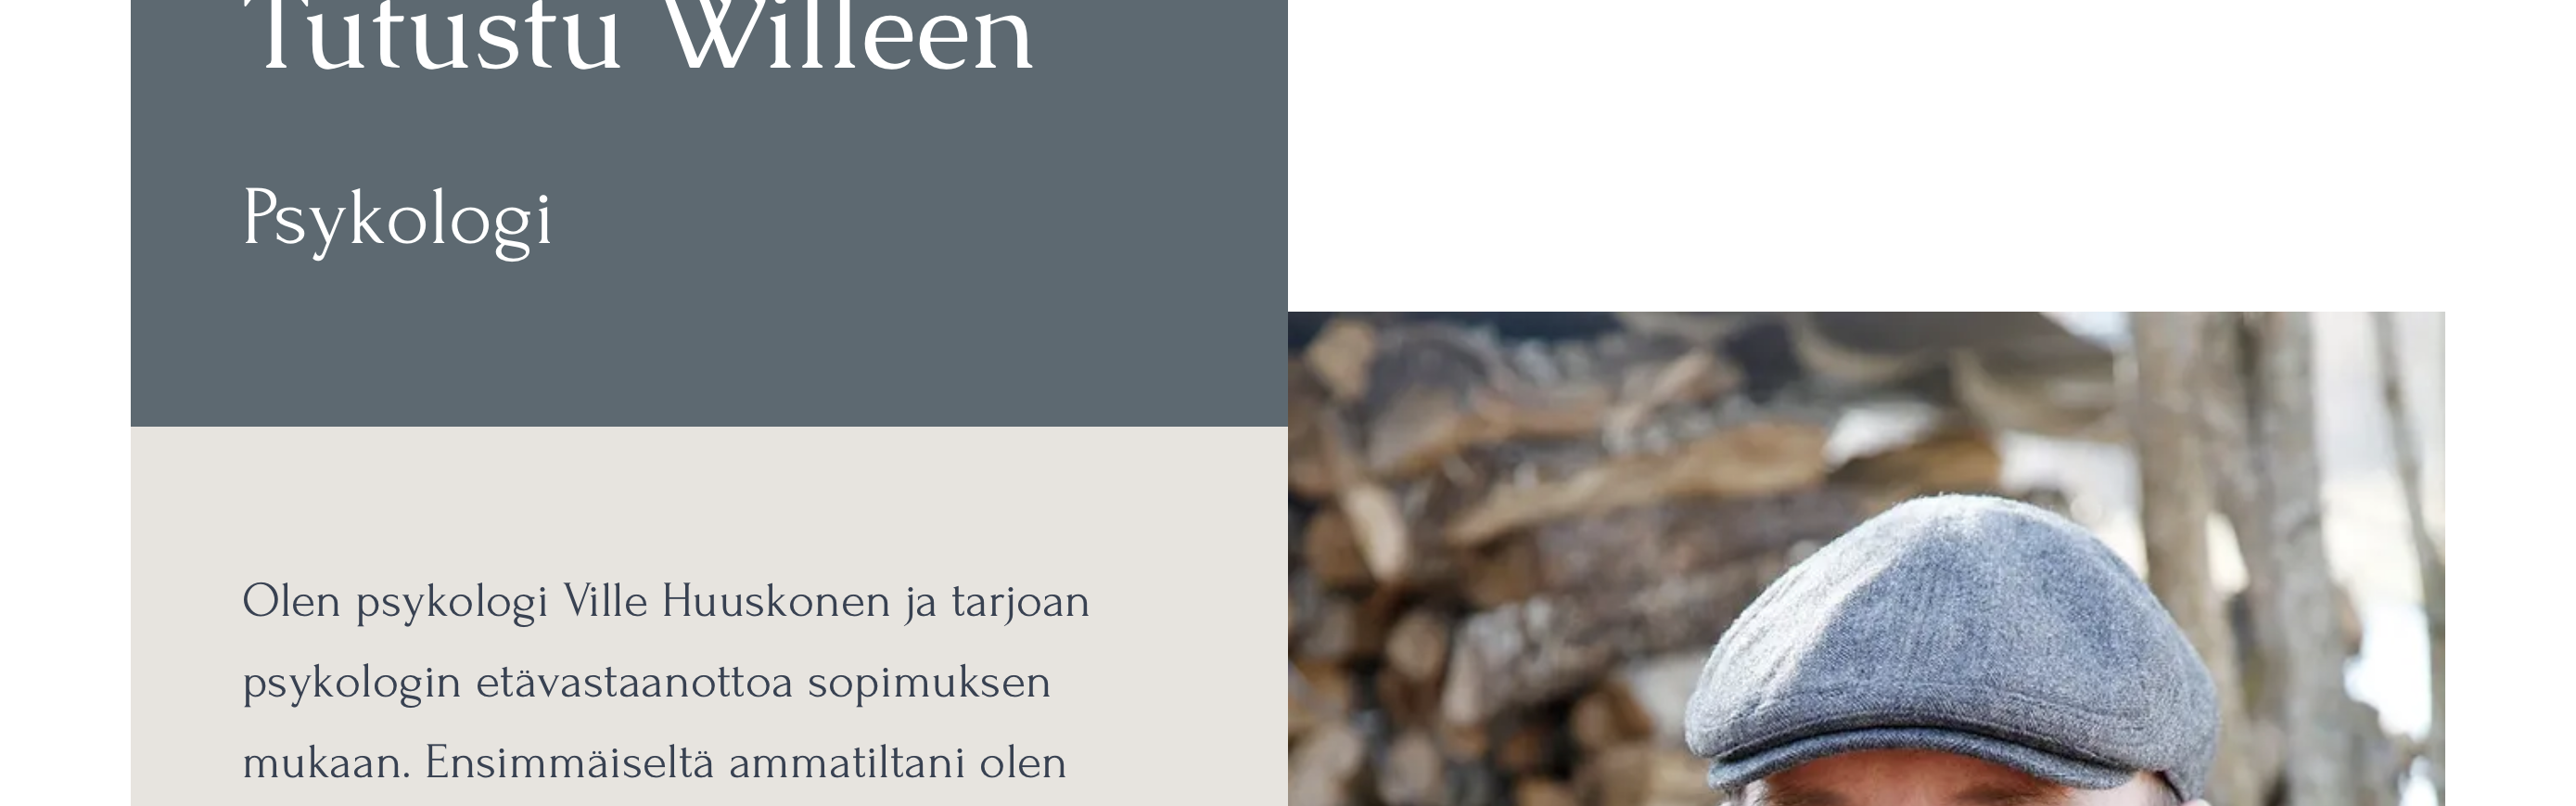 Tutustu Willeen
Psykologi
Olen psykologi Ville Huuskonen ja tarjoan
psykologin etävastaanottoa sopimuksen
mukaan. Ensimmäiseltä ammatiltani olen